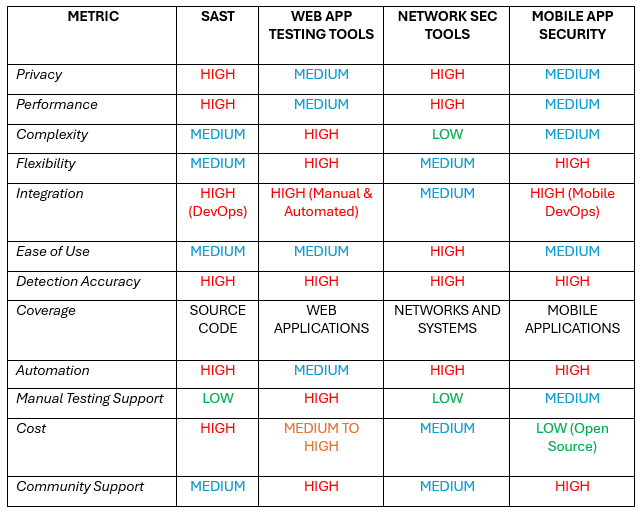 METRIC SAST WEB APP NETWORK SEC MOBILE APP
TESTING TOOLS TOOLS SECURITY
Privacy HIGH MEDIUM HIGH MEDIUM
Performance HIGH MEDIUM HIGH MEDIUM
Complexity MEDIUM HIGH LOW MEDIUM
Flexibility MEDIUM HIGH MEDIUM HIGH
Integration HIGH HIGH (Manual & MEDIUM HIGH (Mobile
(DevOps) Automated) DevOps)
Ease of Use MEDIUM MEDIUM HIGH MEDIUM
Detection Accuracy HIGH HIGH HIGH HIGH
Coverage SOURCE WEB NETWORKS AND MOBILE
CODE APPLICATIONS SYSTEMS APPLICATIONS
Automation HIGH MEDIUM HIGH HIGH
Manual Testing Support LOW HIGH LOW MEDIUM
Cost HIGH MEDIUM TO MEDIUM LOW (Open
HIGH Source)
Community Support MEDIUM HIGH MEDIUM HIGH